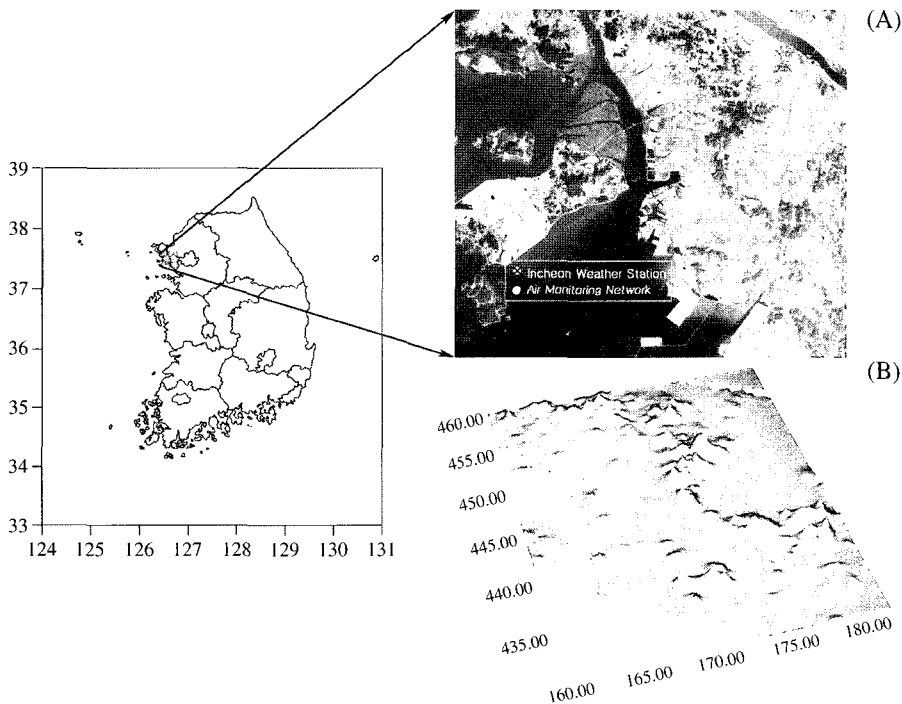 (A)
39
38
37
36
35
34
33
124 125 126 127 128 129 130 131
Incheon Weather Station
Air Monitoring Network
(B)
460.00
455.00
450.00
445.00
440.00
435.00
160.00 165.00 170.00 175.00 180.00